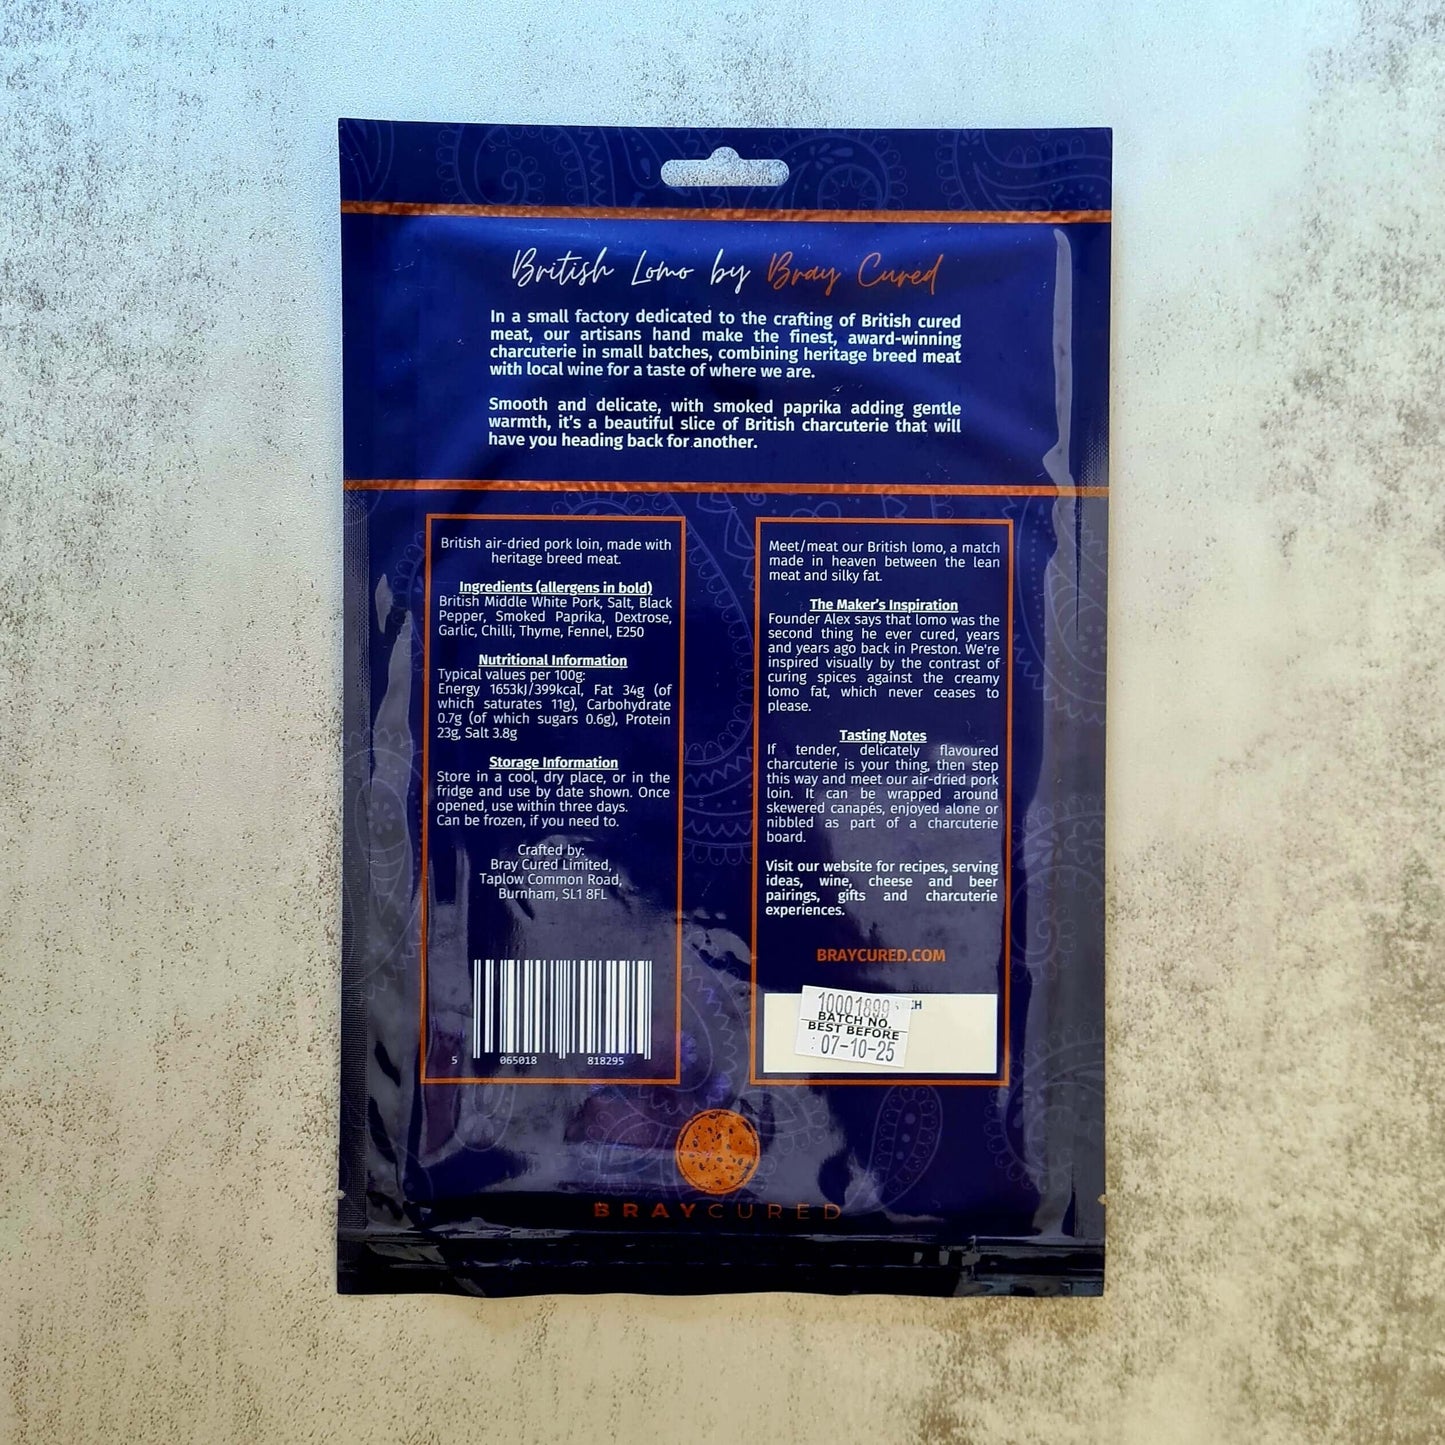 British Lomo by Bray Cured
In a small factory dedicated to the crafting of British cured
meat, our artisans hand make the finest, award-winning
charcuterie in small batches, combining heritage breed meat
with local wine for a taste of where we are.
Smooth and delicate, with smoked paprika adding gentle
warmth, it's a beautiful slice of British charcuterie that will
have you heading back for another.
British air-dried pork loin, made with
heritage breed meat.
Ingredients (allergens in bold)
British Middle White Pork, Salt, Black
Pepper, Smoked Paprika, Dextrose,
Garlic, Chilli, Thyme, Fennel, E250
Nutritional Information
Typical values per 100g:
Energy 1653kJ/399kcal, Fat 34g (of
which saturates 11g), Carbohydrate
0.7g (of which sugars 0.6g), Protein
23g, Salt 3.8g
Storage Information
Store in a cool, dry place, or in the
fridge and use by date shown. Once
opened, use within three days.
Can be frozen, if you need to.
Crafted by:
Bray Cured Limited,
Taplow Common Road,
Burnham, SL1 8FL
5 065018 818295
Meet/meat our British lomo, a match
made in heaven between the lean
meat and silky fat.
The Maker's Inspiration
Founder Alex says that lomo was the
second thing he ever cured, years
and years ago back in Preston. We're
inspired visually by the contrast of
curing spices against the creamy
lomo fat, which never ceases to
please.
Tasting Notes
If tender, delicately flavoured
charcuterie is your thing, then step
this way and meet our air-dried pork
loin. It can be wrapped around
skewered canapés, enjoyed alone or
nibbled as part of a charcuterie
board.
Visit our website for recipes, serving
ideas, wine, cheese and beer
pairings, gifts and charcuterie
experiences.
BRAYCURED.COM
10001899
BATCH NO.
BEST BEFORE
: 07-10-25
BRAYCURED